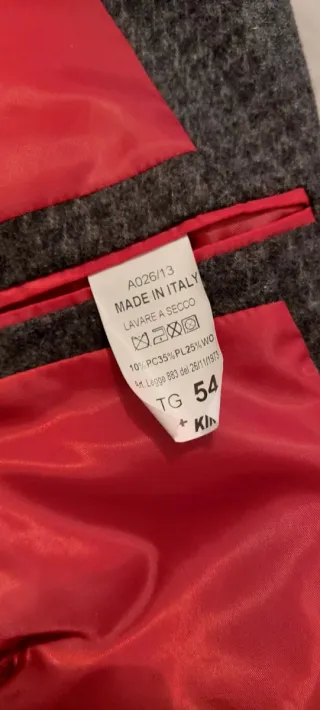 A026/13
MADE IN ITALY
LAVARE A SECCO
10%PC35%PL25%WO
Art. Legge 883 del 26/11/1973
TG 54